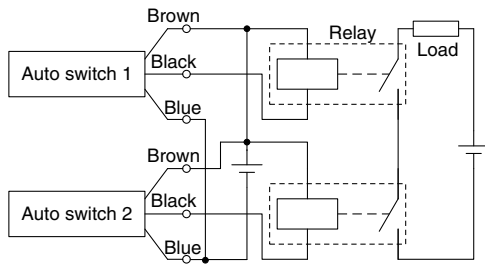 Brown
Relay
Load
Auto switch 1
Black
Blue
Brown
Auto switch 2
Black
Blue